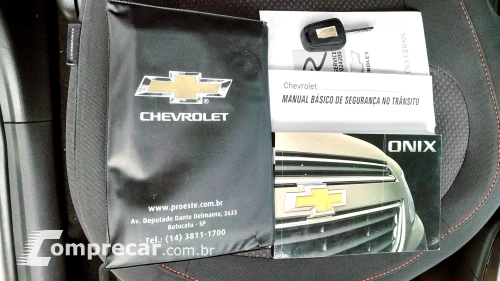 CHEVROLET
www.proeste.com.br
Av. Deputado Dante Delmanto, 2633
Botucatu - SP
Tel.: (14) 3811-1700
Chevrolet
MANUAL BÁSICO DE SEGURANÇA NO TRÂNSITO
ONIX
Comprecar.com.br